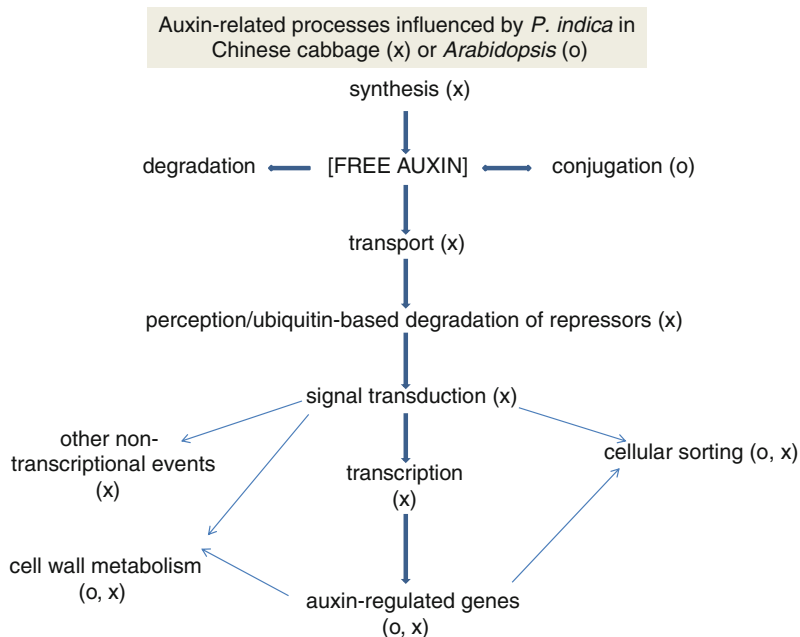 Auxin-related processes influenced by P. indica in
Chinese cabbage (x) or Arabidopsis (o)
synthesis (x)
degradation
[FREE AUXIN]
conjugation (o)
transport (x)
perception/ubiquitin-based degradation of repressors (x)
signal transduction (x)
other non-
transcriptional events
(x)
transcription
(x)
cellular sorting (o, x)
cell wall metabolism
(o, x)
auxin-regulated genes
(o, x)